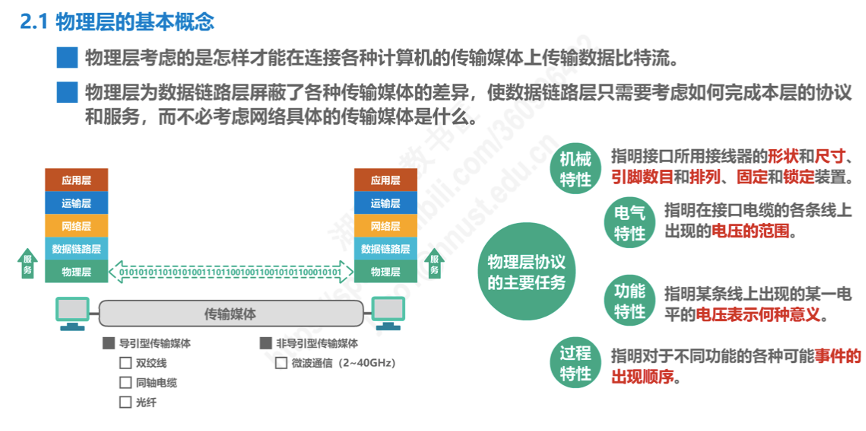 2.1 物理层的基本概念
物理层考虑的是怎样才能在连接各种计算机的传输媒体上传输数据比特流。
物理层为数据链路层屏蔽了各种传输媒体的差异，使数据链路层只需要考虑如何完成本层的协议
和服务，而不必考虑网络具体的传输媒体是什么。
应用层
运输层
网络层
数据链路层
物理层
服务
010101011010101001110110010011001010110001010​1
应用层
运输层
网络层
数据链路层
物理层
服务
传输媒体
导引型传输媒体
双绞线
同轴电缆
光纤
非导引型传输媒体
微波通信（2~40GHz）
物理层协议
的主要任务
机械
特性
指明接口所用接线器的形状和尺寸、
引脚数目和排列、固定和锁定装置。
电气
特性
指明在接口电缆的各条线上
出现的电压的范围。
功能
特性
指明某条线上出现的某一电
平的电压表示何种意义。
过程
特性
指明对于不同功能的各种可能事件的
出现顺序。